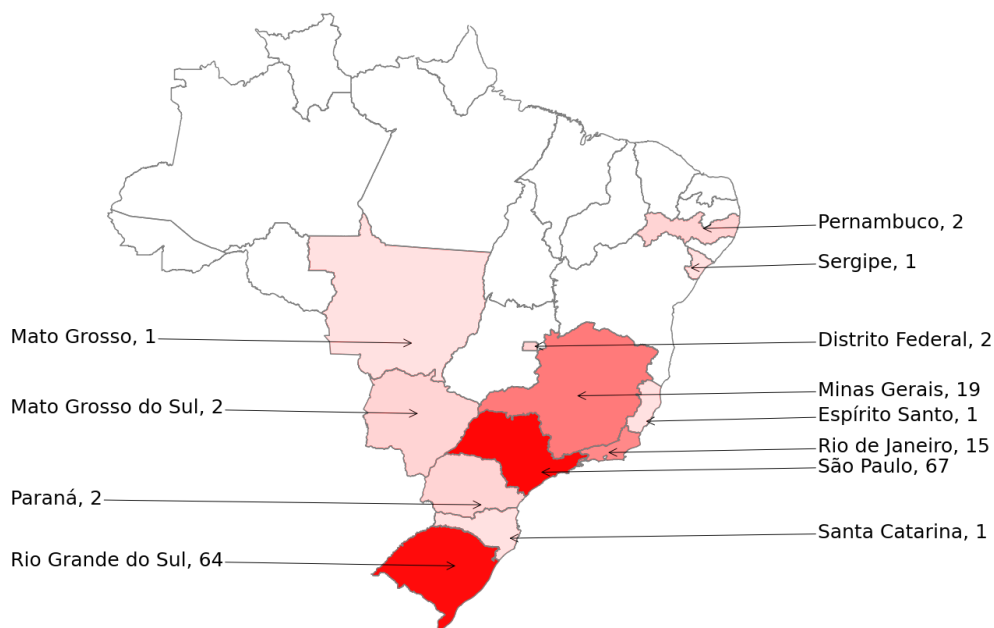 Pernambuco, 2
Sergipe, 1
Mato Grosso, 1
Distrito Federal, 2
Minas Gerais, 19
Mato Grosso do Sul, 2
Espírito Santo, 1
Rio de Janeiro, 15
São Paulo, 67
Paraná, 2
Santa Catarina, 1
Rio Grande do Sul, 64